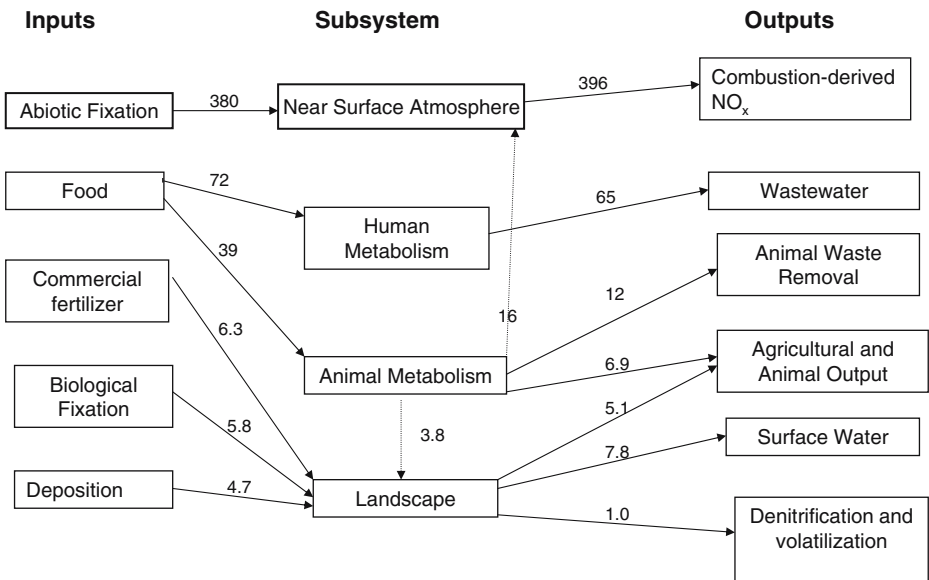 Inputs
Subsystem
Outputs
Abiotic Fixation
380
Near Surface Atmosphere
396
Combustion-derived
NOx
Food
72
39
Human
Metabolism
65
Wastewater
Commercial
fertilizer
6.3
16
12
Animal Waste
Removal
Animal Metabolism
6.9
Agricultural and
Animal Output
Biological
Fixation
5.8
3.8
5.1
7.8
Surface Water
Deposition
4.7
Landscape
1.0
Denitrification and
volatilization